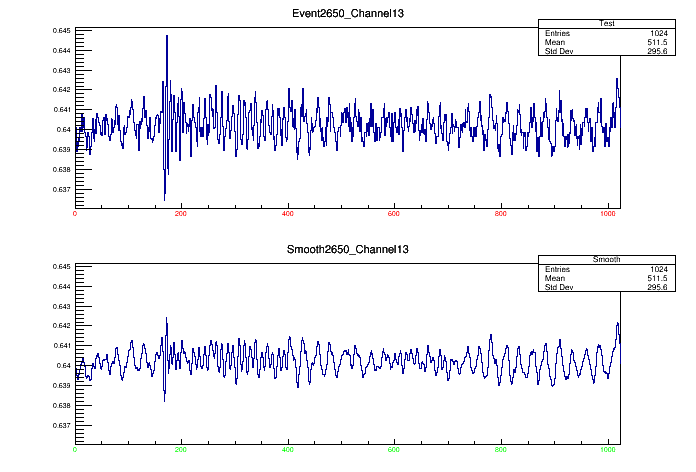 Event2650_Channel13
Test
Entries 1024
Mean 511.5
Std Dev 295.6
0.645
0.644
0.643
0.642
0.641
0.64
0.639
0.638
0.637
0 200 400 600 800 1000
Smooth2650_Channel13
Smooth
Entries 1024
Mean 511.5
Std Dev 295.6
0.645
0.644
0.643
0.642
0.641
0.64
0.639
0.638
0.637
0 200 400 600 800 1000